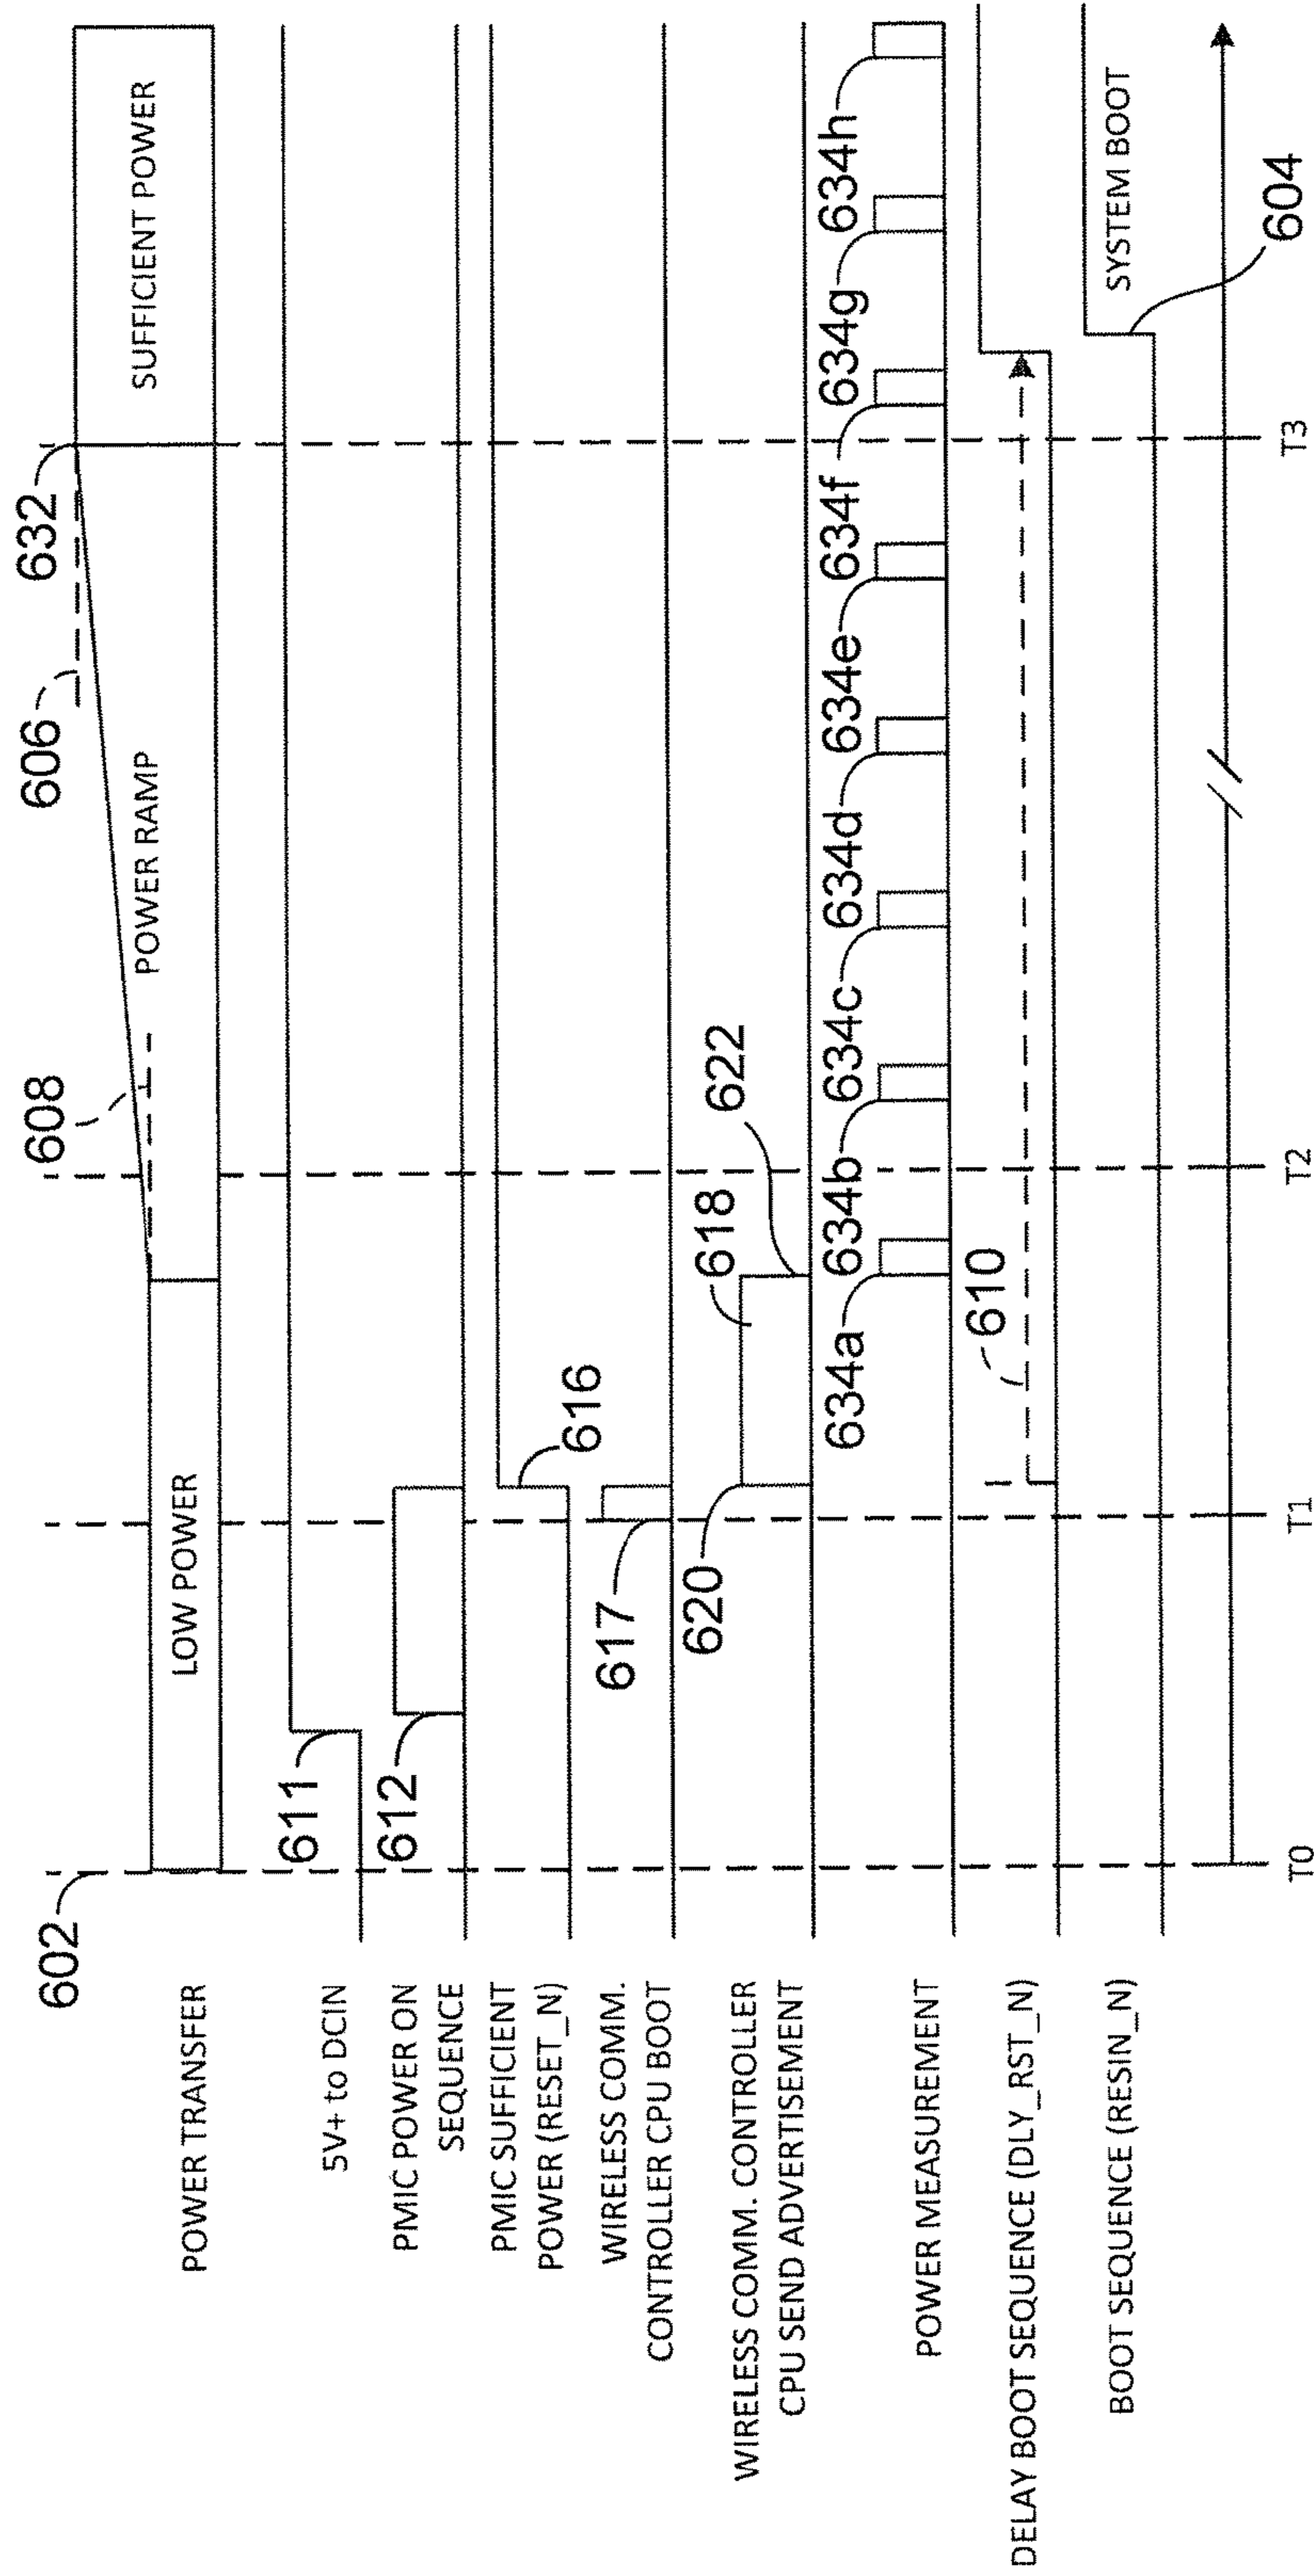 602
608
606
632
POWER TRANSFER
LOW POWER
POWER RAMP
SUFFICIENT POWER
5V+ to DCIN
611
PMIC POWER ON
SEQUENCE
612
PMIC SUFFICIENT
POWER (RESET_N)
616
WIRELESS COMM.
CONTROLLER CPU BOOT
617
WIRELESS COMM. CONTROLLER
CPU SEND ADVERTISEMENT
620
618
622
POWER MEASUREMENT
634a
634b
634c
634d
634e
634f
634g
634h
DELAY BOOT SEQUENCE (DLY_RST_N)
610
BOOT SEQUENCE (RESIN_N)
SYSTEM BOOT
604
T0
T1
T2
T3